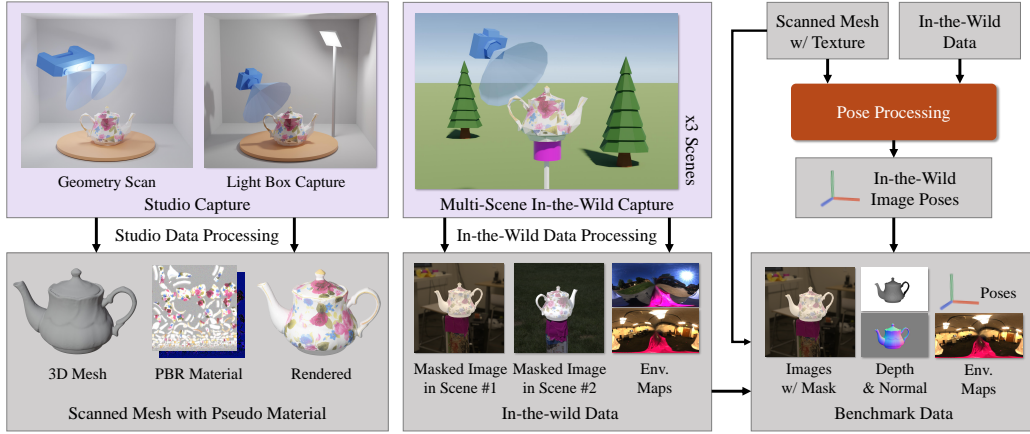 Geometry Scan
Light Box Capture
Studio Capture
Studio Data Processing
3D Mesh
PBR Material
Rendered
Scanned Mesh with Pseudo Material
x3 Scenes
Multi-Scene In-the-Wild Capture
In-the-Wild Data Processing
Masked Image
in Scene #1
Masked Image
in Scene #2
Env.
Maps
In-the-wild Data
Scanned Mesh
w/ Texture
In-the-Wild
Data
Pose Processing
In-the-Wild
Image Poses
Poses
Images
w/ Mask
Depth
& Normal
Env.
Maps
Benchmark Data